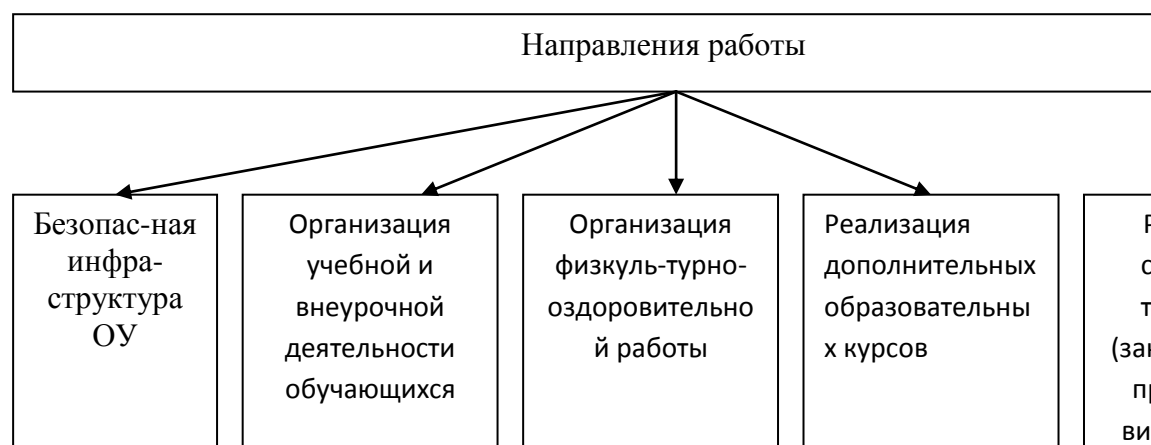 Направления работы
Безопас-ная
инфра-
структура
ОУ
Организация
учебной и
внеурочной
деятельности
обучающихся
Организация
физкуль-турно-
оздоровительно
й работы
Реализация
дополнительных
образовательны
х курсов